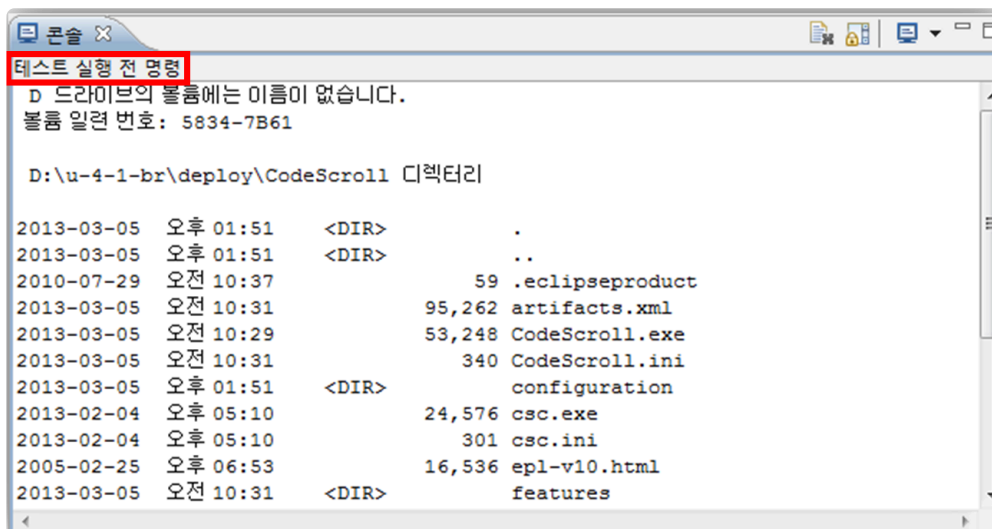 콘솔
테스트 실행 전 명령
D 드라이브의 볼륨에는 이름이 없습니다.
볼륨 일련 번호: 5834-7B61
D:\u-4-1-br\deploy\CodeScroll 디렉터리
2013-03-05 오후 01:51 <DIR> .
2013-03-05 오후 01:51 <DIR> ..
2010-07-29 오전 10:37 59 .eclipseproduct
2013-03-05 오전 10:31 95,262 artifacts.xml
2013-03-05 오전 10:29 53,248 CodeScroll.exe
2013-03-05 오전 10:31 340 CodeScroll.ini
2013-03-05 오후 01:51 <DIR> configuration
2013-02-04 오후 05:10 24,576 csc.exe
2013-02-04 오후 05:10 301 csc.ini
2005-02-25 오후 06:53 16,536 epl-v10.html
2013-03-05 오전 10:31 <DIR> features